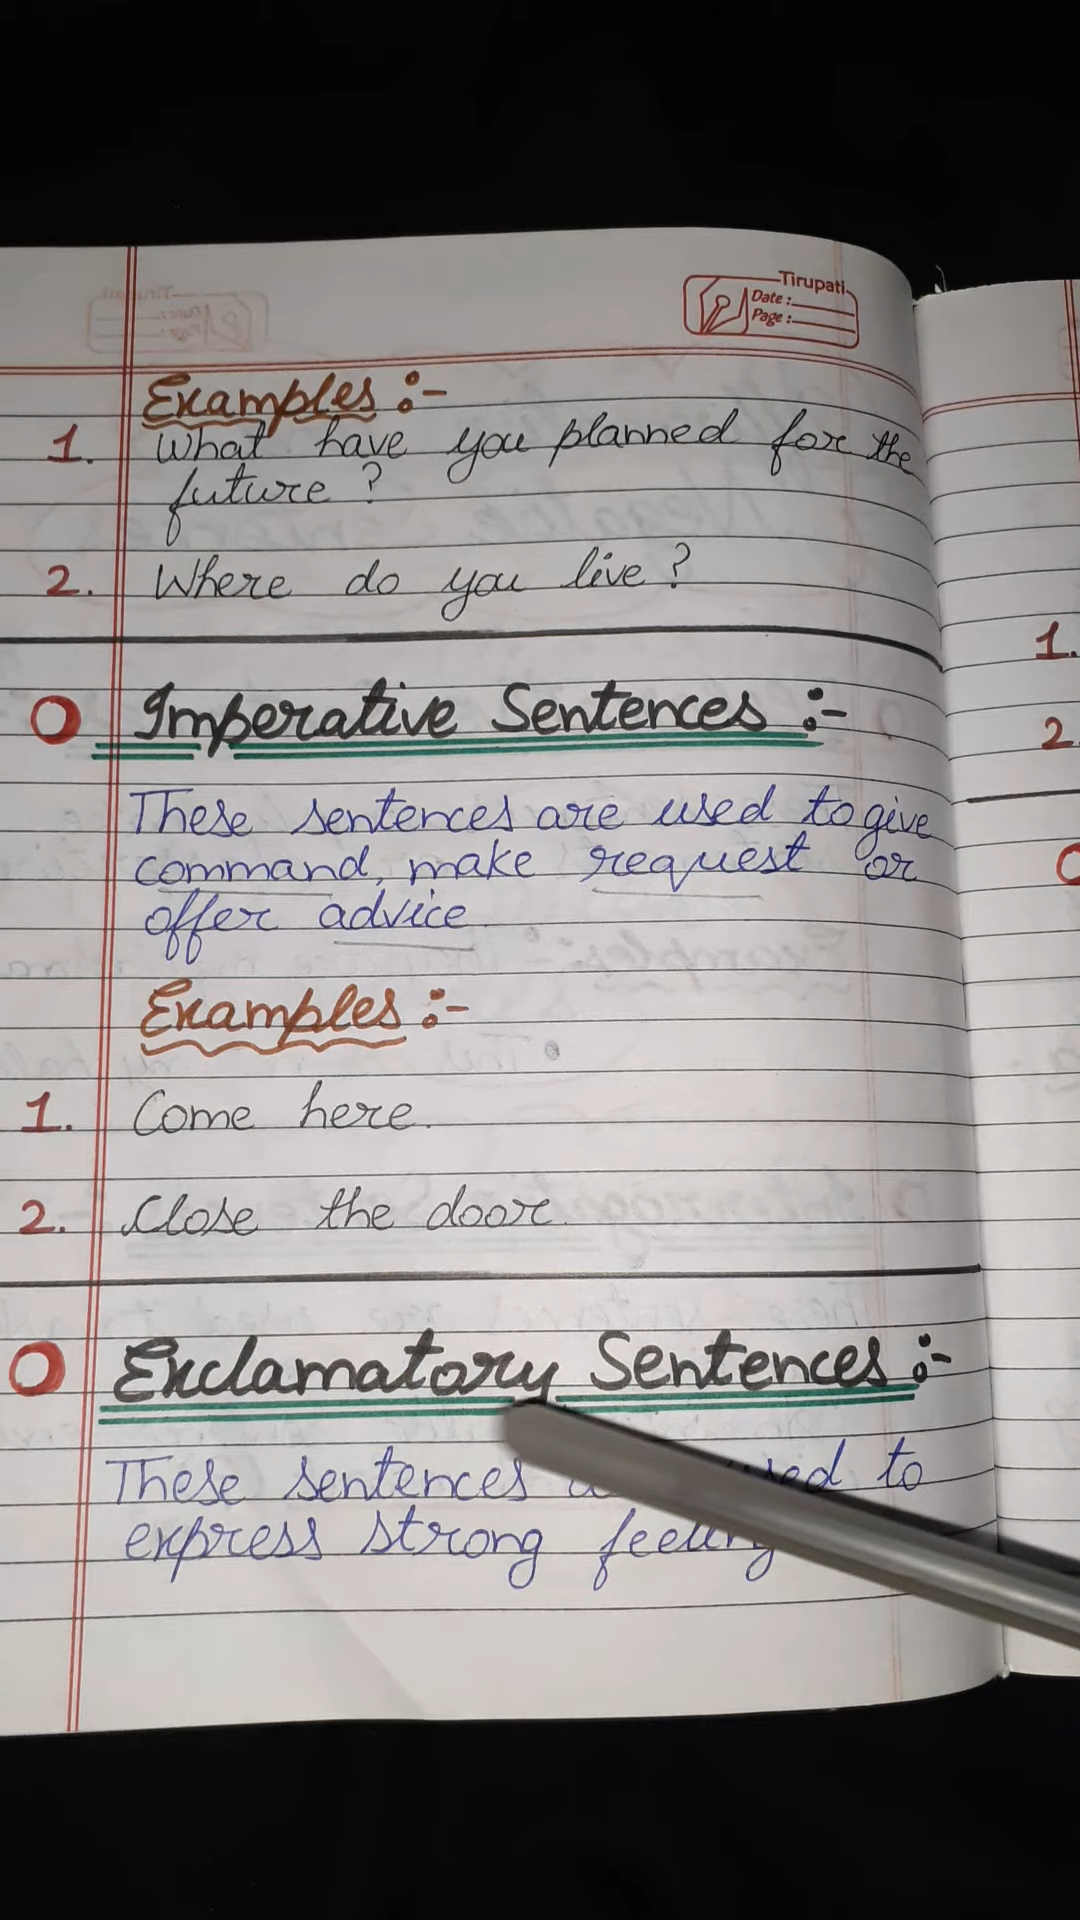 Tirupati
Date :
Page :
Examples :-
1. What have you planned for the
future ?
2. Where do you live ?
Imperative Sentences :-
These sentences are used to give
command, make request or
offer advice
Examples :-
1. Come here.
2. Close the door.
Exclamatory Sentences :-
These sentences to
express strong
1.
2